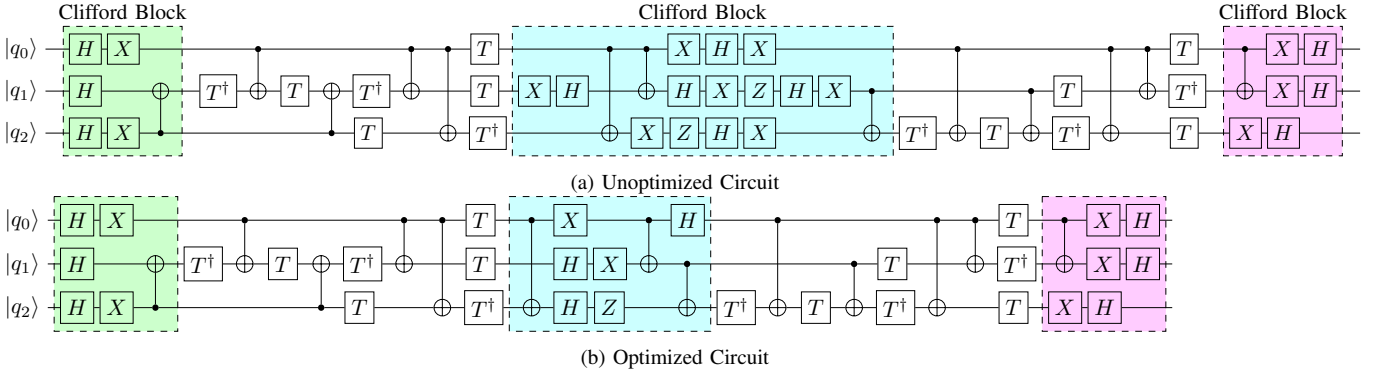 Clifford Block Clifford Block Clifford Block
|q₀⟩ H X T X H X T X H
|q₁⟩ H T† T T† T X H H X Z H X T T† X H
|q₂⟩ H X T T† X Z H X T† T T† T X H
(a) Unoptimized Circuit
|q₀⟩ H X T X H T X H
|q₁⟩ H T† T T† T H X T T† X H
|q₂⟩ H X T T† H Z T† T T† T X H
(b) Optimized Circuit